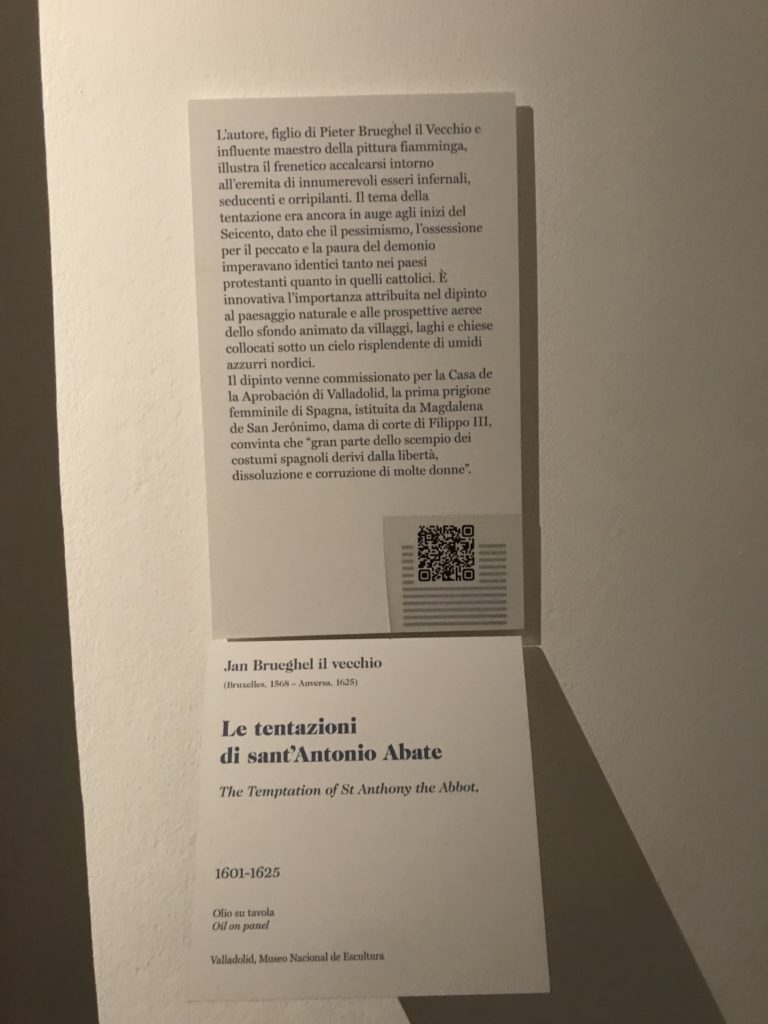 L'autore, figlio di Pieter Brueghel il Vecchio e
influente maestro della pittura fiamminga,
illustra il frenetico accalcarsi intorno
all'eremita di innumerevoli esseri infernali,
seducenti e orripilanti. Il tema della
tentazione era ancora in auge agli inizi del
Seicento, dato che il pessimismo, l'ossessione
per il peccato e la paura del demonio
imperavano identici tanto nei paesi
protestanti quanto in quelli cattolici. È
innovativa l'importanza attribuita nel dipinto
al paesaggio naturale e alle prospettive aeree
dello sfondo animato da villaggi, laghi e chiese
collocati sotto un cielo risplendente di umidi
azzurri nordici.
Il dipinto venne commissionato per la Casa de
la Aprobación di Valladolid, la prima prigione
femminile di Spagna, istituita da Magdalena
de San Jerónimo, dama di corte di Filippo III,
convinta che "gran parte dello scempio dei
costumi spagnoli derivi dalla libertà,
dissoluzione e corruzione di molte donne".
Jan Brueghel il vecchio
(Bruxelles, 1568 – Anversa, 1625)
Le tentazioni
di sant'Antonio Abate
The Temptation of St Anthony the Abbot,
1601-1625
Olio su tavola
Oil on panel
Valladolid, Museo Nacional de Escultura